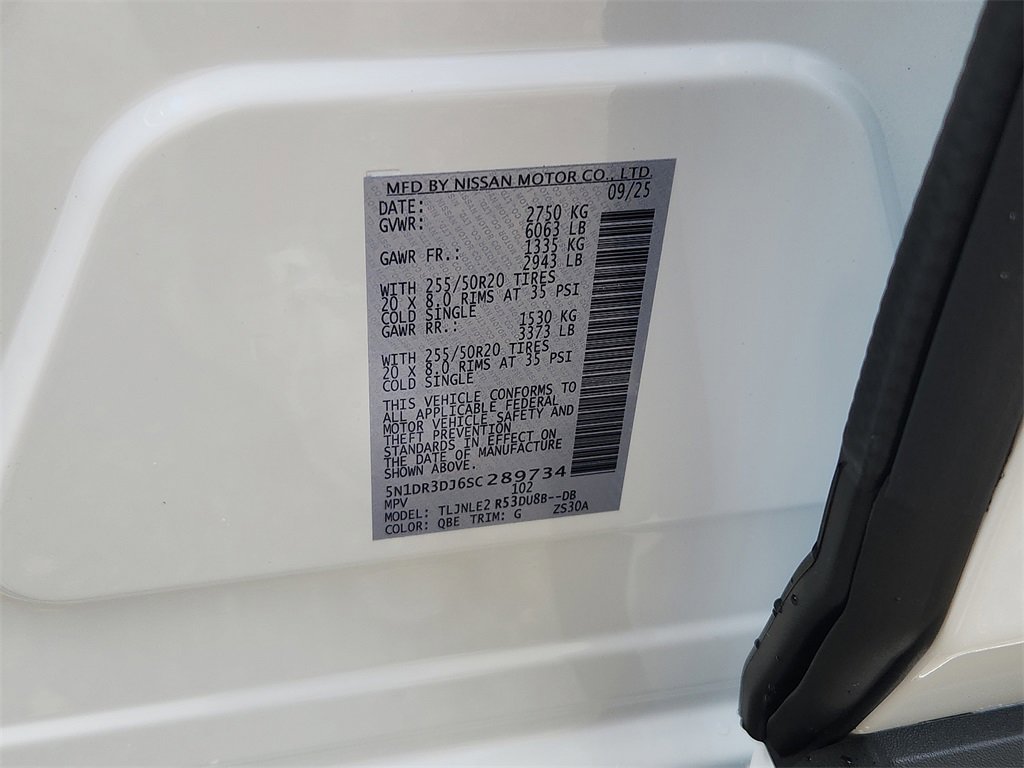 MFD BY NISSAN MOTOR CO., LTD.
DATE: 09/25
GVWR: 2750 KG
6063 LB
GAWR FR.: 1335 KG
2943 LB
WITH 255/50R20 TIRES
20 X 8.0 RIMS AT 35 PSI
COLD SINGLE
GAWR RR.: 1530 KG
3373 LB
WITH 255/50R20 TIRES
20 X 8.0 RIMS AT 35 PSI
COLD SINGLE
THIS VEHICLE CONFORMS TO
ALL APPLICABLE FEDERAL
MOTOR VEHICLE SAFETY AND
THEFT PREVENTION
STANDARDS IN EFFECT ON
THE DATE OF MANUFACTURE
SHOWN ABOVE.
5N1DR3DJ6SC289734
MPV 102
MODEL: TLJNLE2 R53DU8B--DB
COLOR: QBE TRIM: G ZS30A